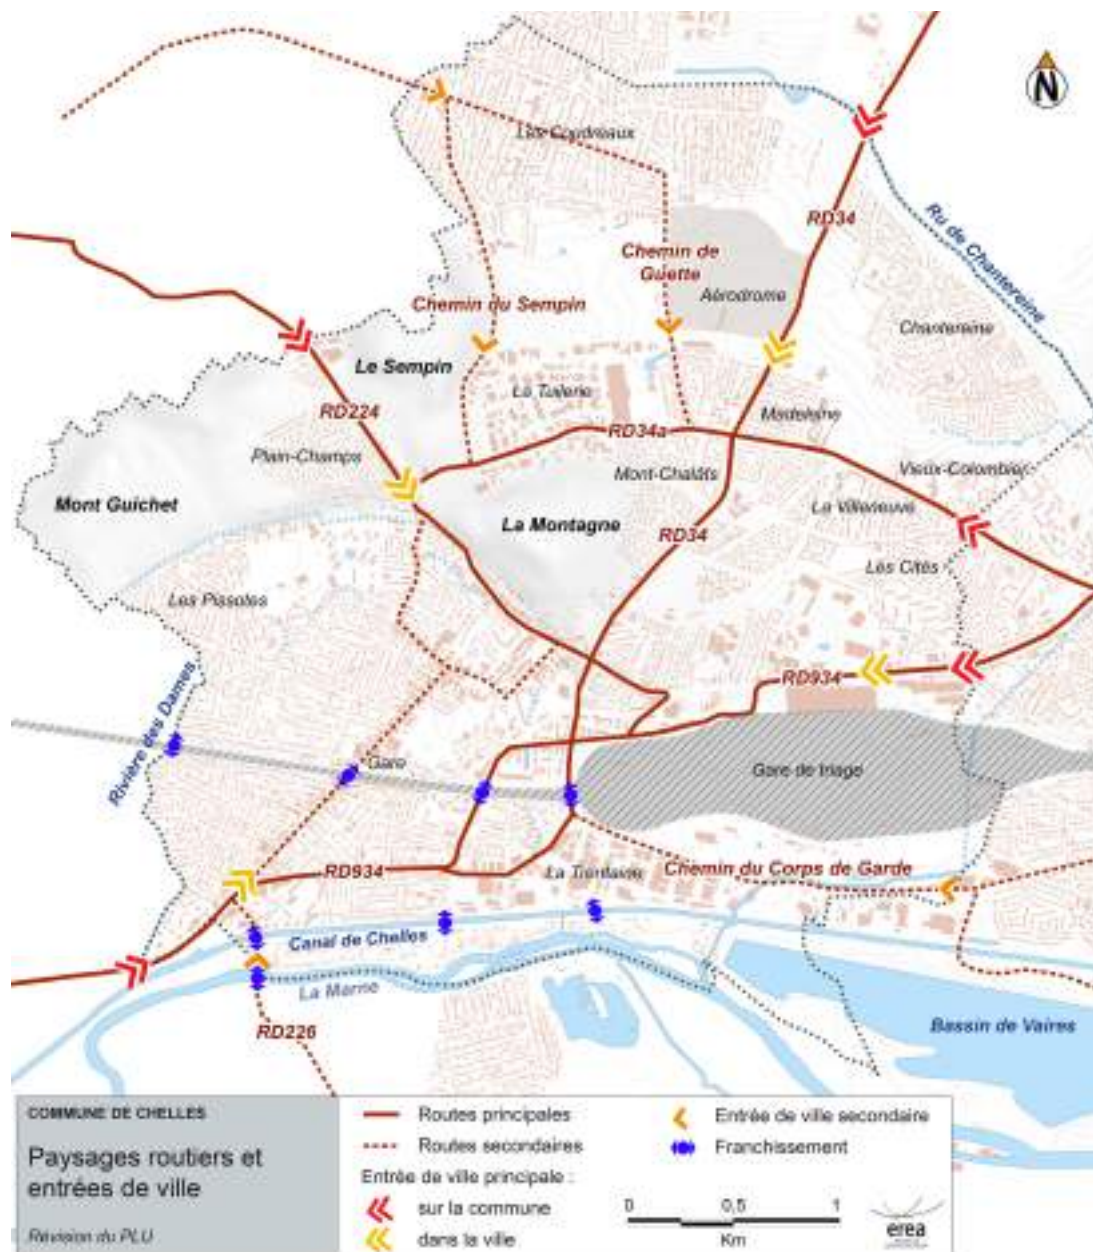 N
Les Coudreaux
RD34
Ru de Chantereine
Chemin de
Guette
Aérodrome
Chemin du Sempin
Chantereine
Le Sempin
La Tuilerie
RD224
Madeleine
RD34a
Plain-Champs
Mont-Chalâts
Vieux-Colombier
Mont Guichet
La Villeneuve
La Montagne
RD34
Les Cités
Les Pissotes
RD934
Rivière des Dames
Gare
Gare de triage
RD934
La Trentaine
Chemin du Corps de Garde
Canal de Chelles
La Marne
RD226
Bassin de Vaires
COMMUNE DE CHELLES
Paysages routiers et
entrées de ville
Révision du PLU
Routes principales
Routes secondaires
Entrée de ville principale :
sur la commune
dans la ville
Entrée de ville secondaire
Franchissement
0 0,5 1
Km
erea